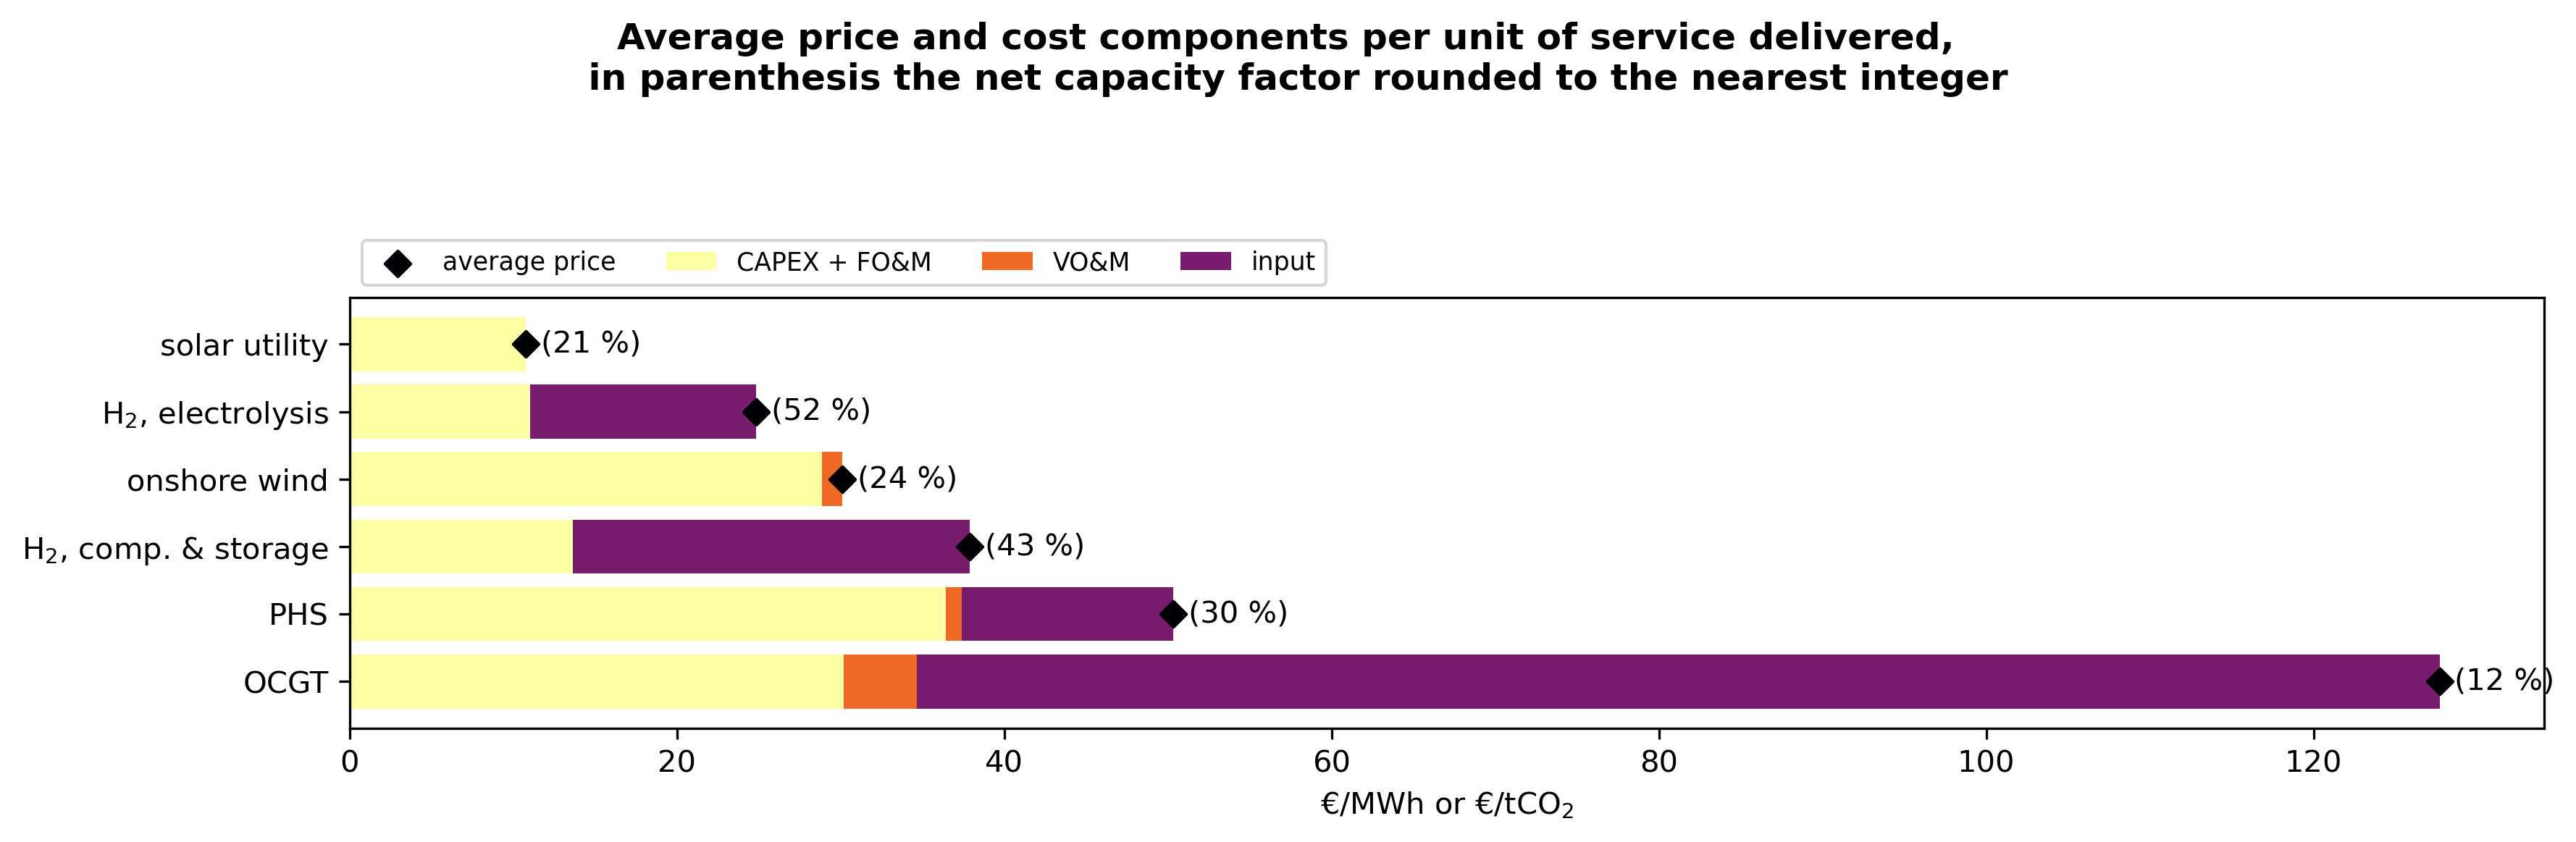 Average price and cost components per unit of service delivered,
in parenthesis the net capacity factor rounded to the nearest integer
average price CAPEX + FO&M VO&M input
solar utility (21 %)
H₂, electrolysis (52 %)
onshore wind (24 %)
H₂, comp. & storage (43 %)
PHS (30 %)
OCGT (12 %)
0 20 40 60 80 100 120
€/MWh or €/tCO₂